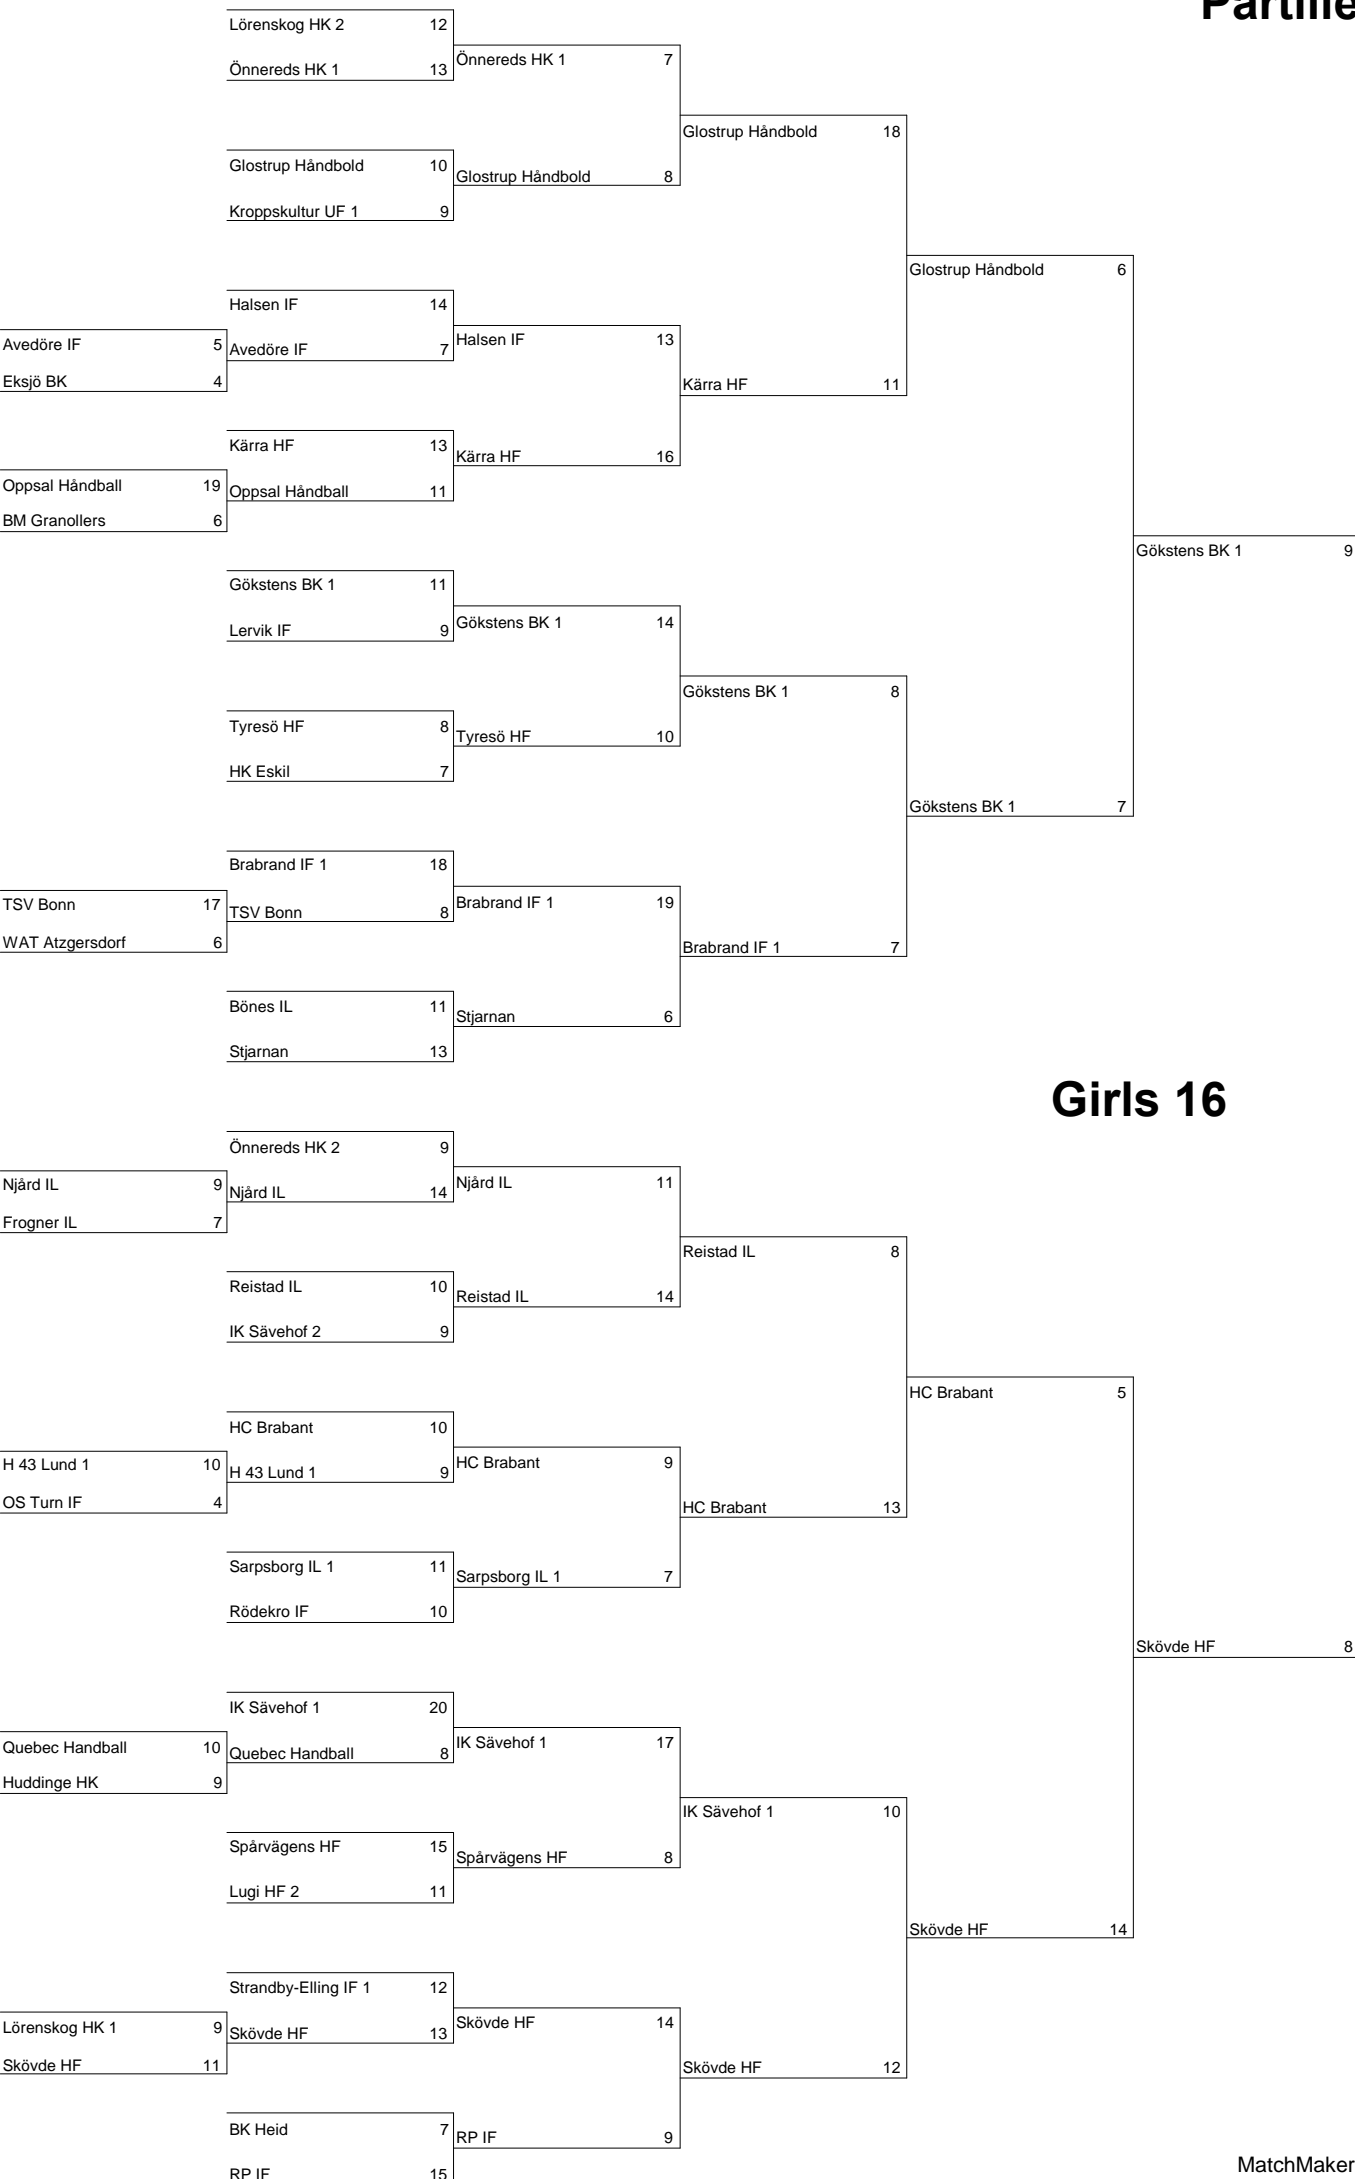 Partille
Lörenskog HK 2 12
Önnereds HK 1 7
Önnereds HK 1 13
Glostrup Håndbold 18
Glostrup Håndbold 10
Glostrup Håndbold 8
Kroppskultur UF 1 9
Glostrup Håndbold 6
Halsen IF 14
Halsen IF 13
Avedöre IF 5
Avedöre IF 7
Eksjö BK 4
Kärra HF 11
Kärra HF 13
Kärra HF 16
Oppsal Håndball 19
Oppsal Håndball 11
BM Granollers 6
Gökstens BK 1 9
Gökstens BK 1 11
Gökstens BK 1 14
Lervik IF 9
Gökstens BK 1 8
Tyresö HF 8
Tyresö HF 10
HK Eskil 7
Gökstens BK 1 7
Brabrand IF 1 18
Brabrand IF 1 19
TSV Bonn 17
TSV Bonn 8
WAT Atzgersdorf 6
Brabrand IF 1 7
Bönes IL 11
Stjarnan 6
Stjarnan 13
Girls 16
Önnereds HK 2 9
Njård IL 11
Njård IL 9
Njård IL 14
Frogner IL 7
Reistad IL 8
Reistad IL 10
Reistad IL 14
IK Sävehof 2 9
HC Brabant 5
HC Brabant 10
HC Brabant 9
H 43 Lund 1 10
H 43 Lund 1 9
OS Turn IF 4
HC Brabant 13
Sarpsborg IL 1 11
Sarpsborg IL 1 7
Rödekro IF 10
Skövde HF 8
IK Sävehof 1 20
IK Sävehof 1 17
Quebec Handball 10
Quebec Handball 8
Huddinge HK 9
IK Sävehof 1 10
Spårvägens HF 15
Spårvägens HF 8
Lugi HF 2 11
Skövde HF 14
Strandby-Elling IF 1 12
Skövde HF 14
Lörenskog HK 1 9
Skövde HF 13
Skövde HF 11
Skövde HF 12
BK Heid 7
RP IF 9
RP IF 15
MatchMaker